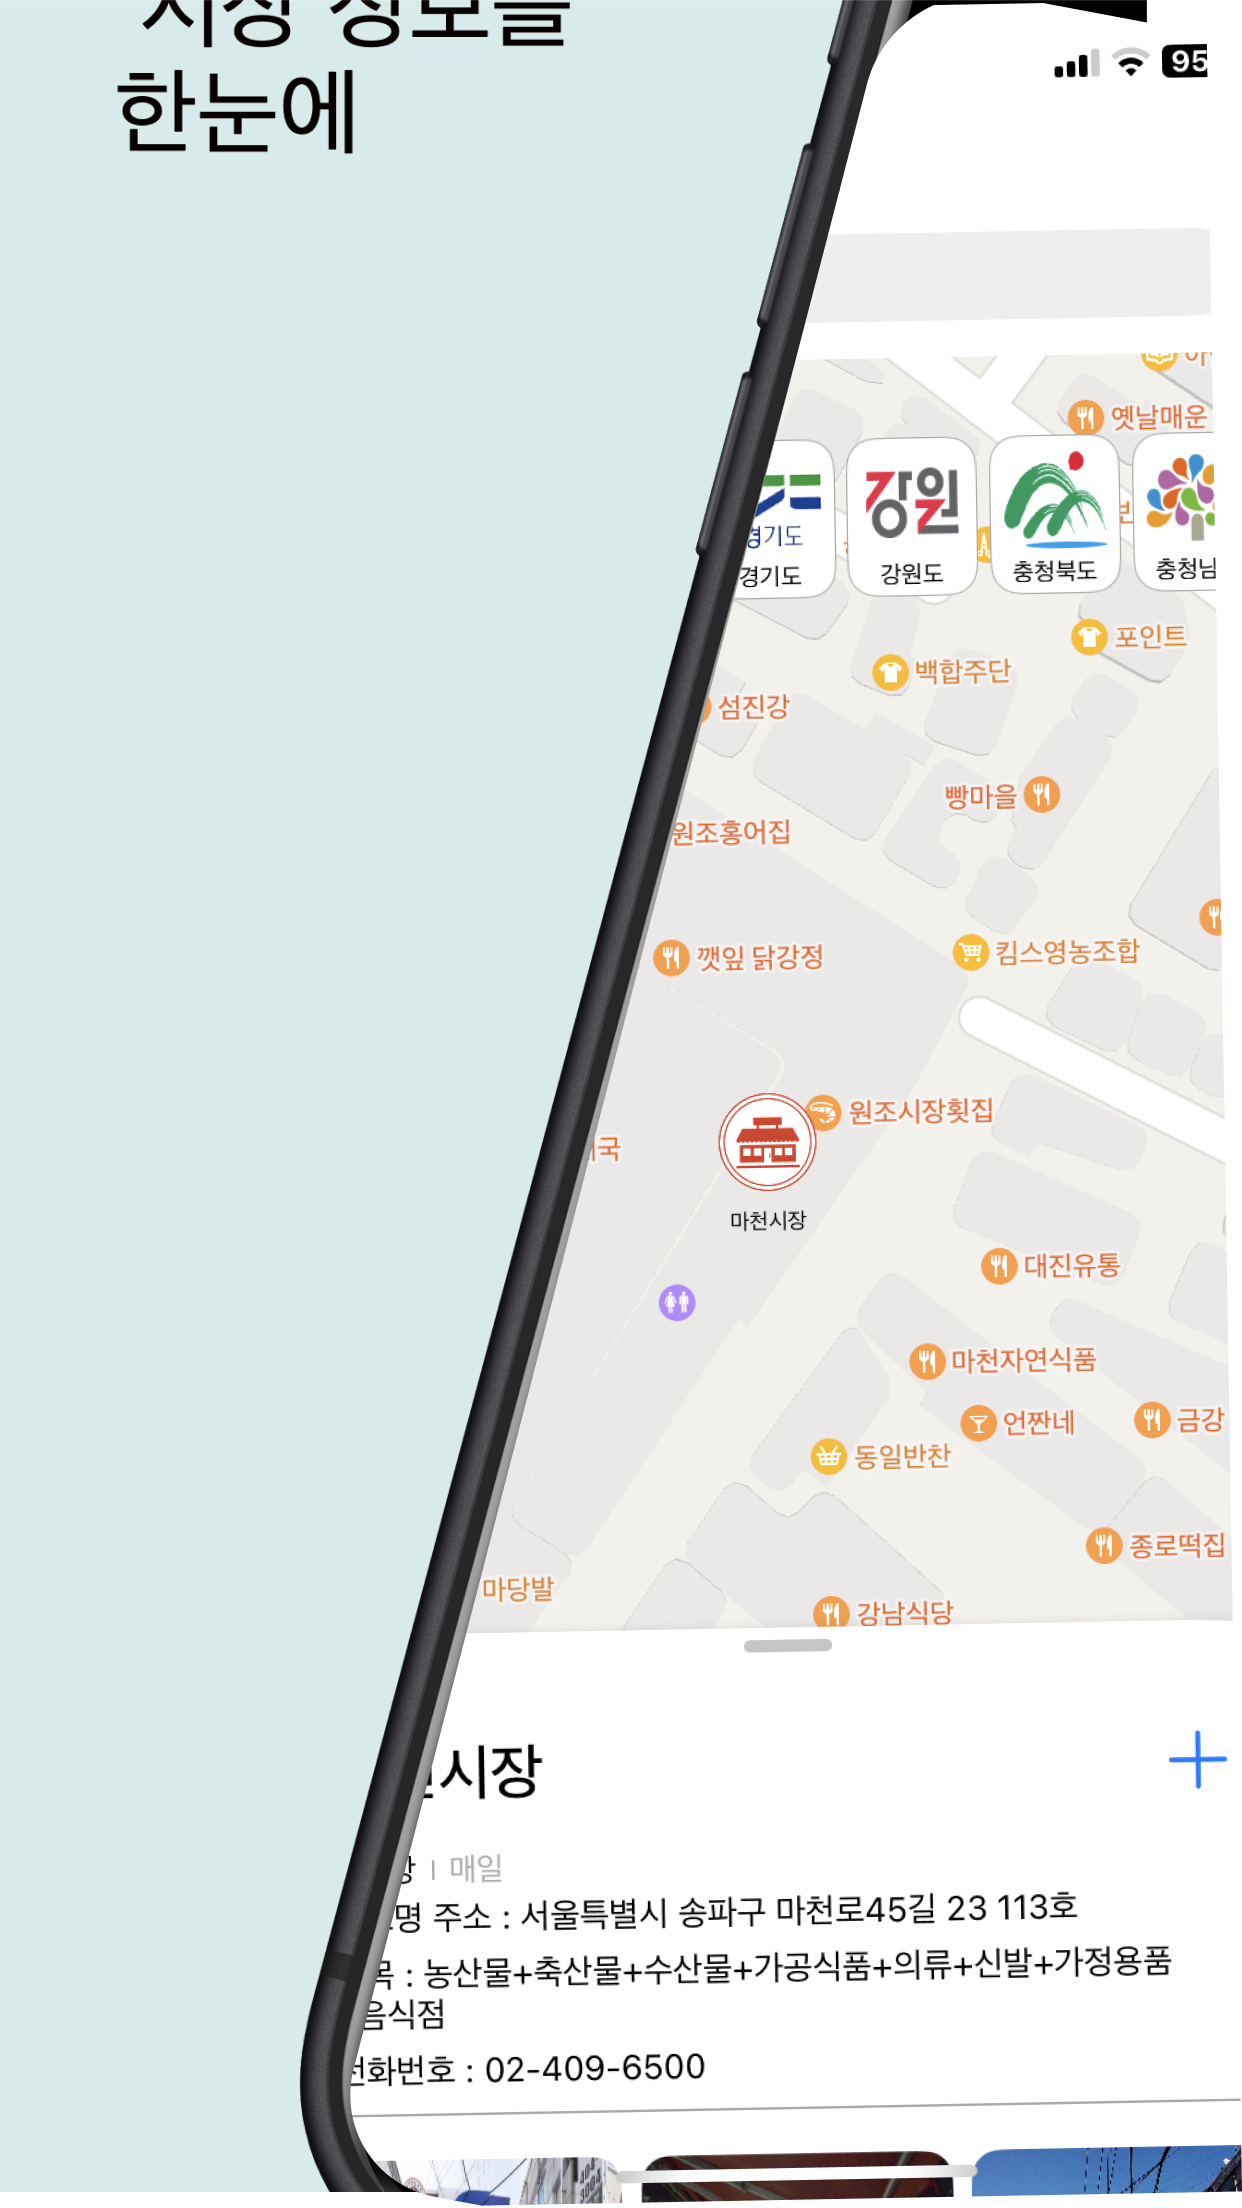 시장 정보를
한눈에
95
옛날매운
경기도
강원
경기도
강원도
충청북도
충청남
포인트
백합주단
섬진강
빵마을
원조홍어집
깻잎 닭강정
킴스영농조합
원조시장횟집
국
마천시장
대진유통
마천자연식품
언짠네
금강
동일반찬
종로떡집
마당발
강남식당
시장
| 매일
명 주소 : 서울특별시 송파구 마천로45길 23 113호
목 : 농산물+축산물+수산물+가공식품+의류+신발+가정용품
음식점
전화번호 : 02-409-6500